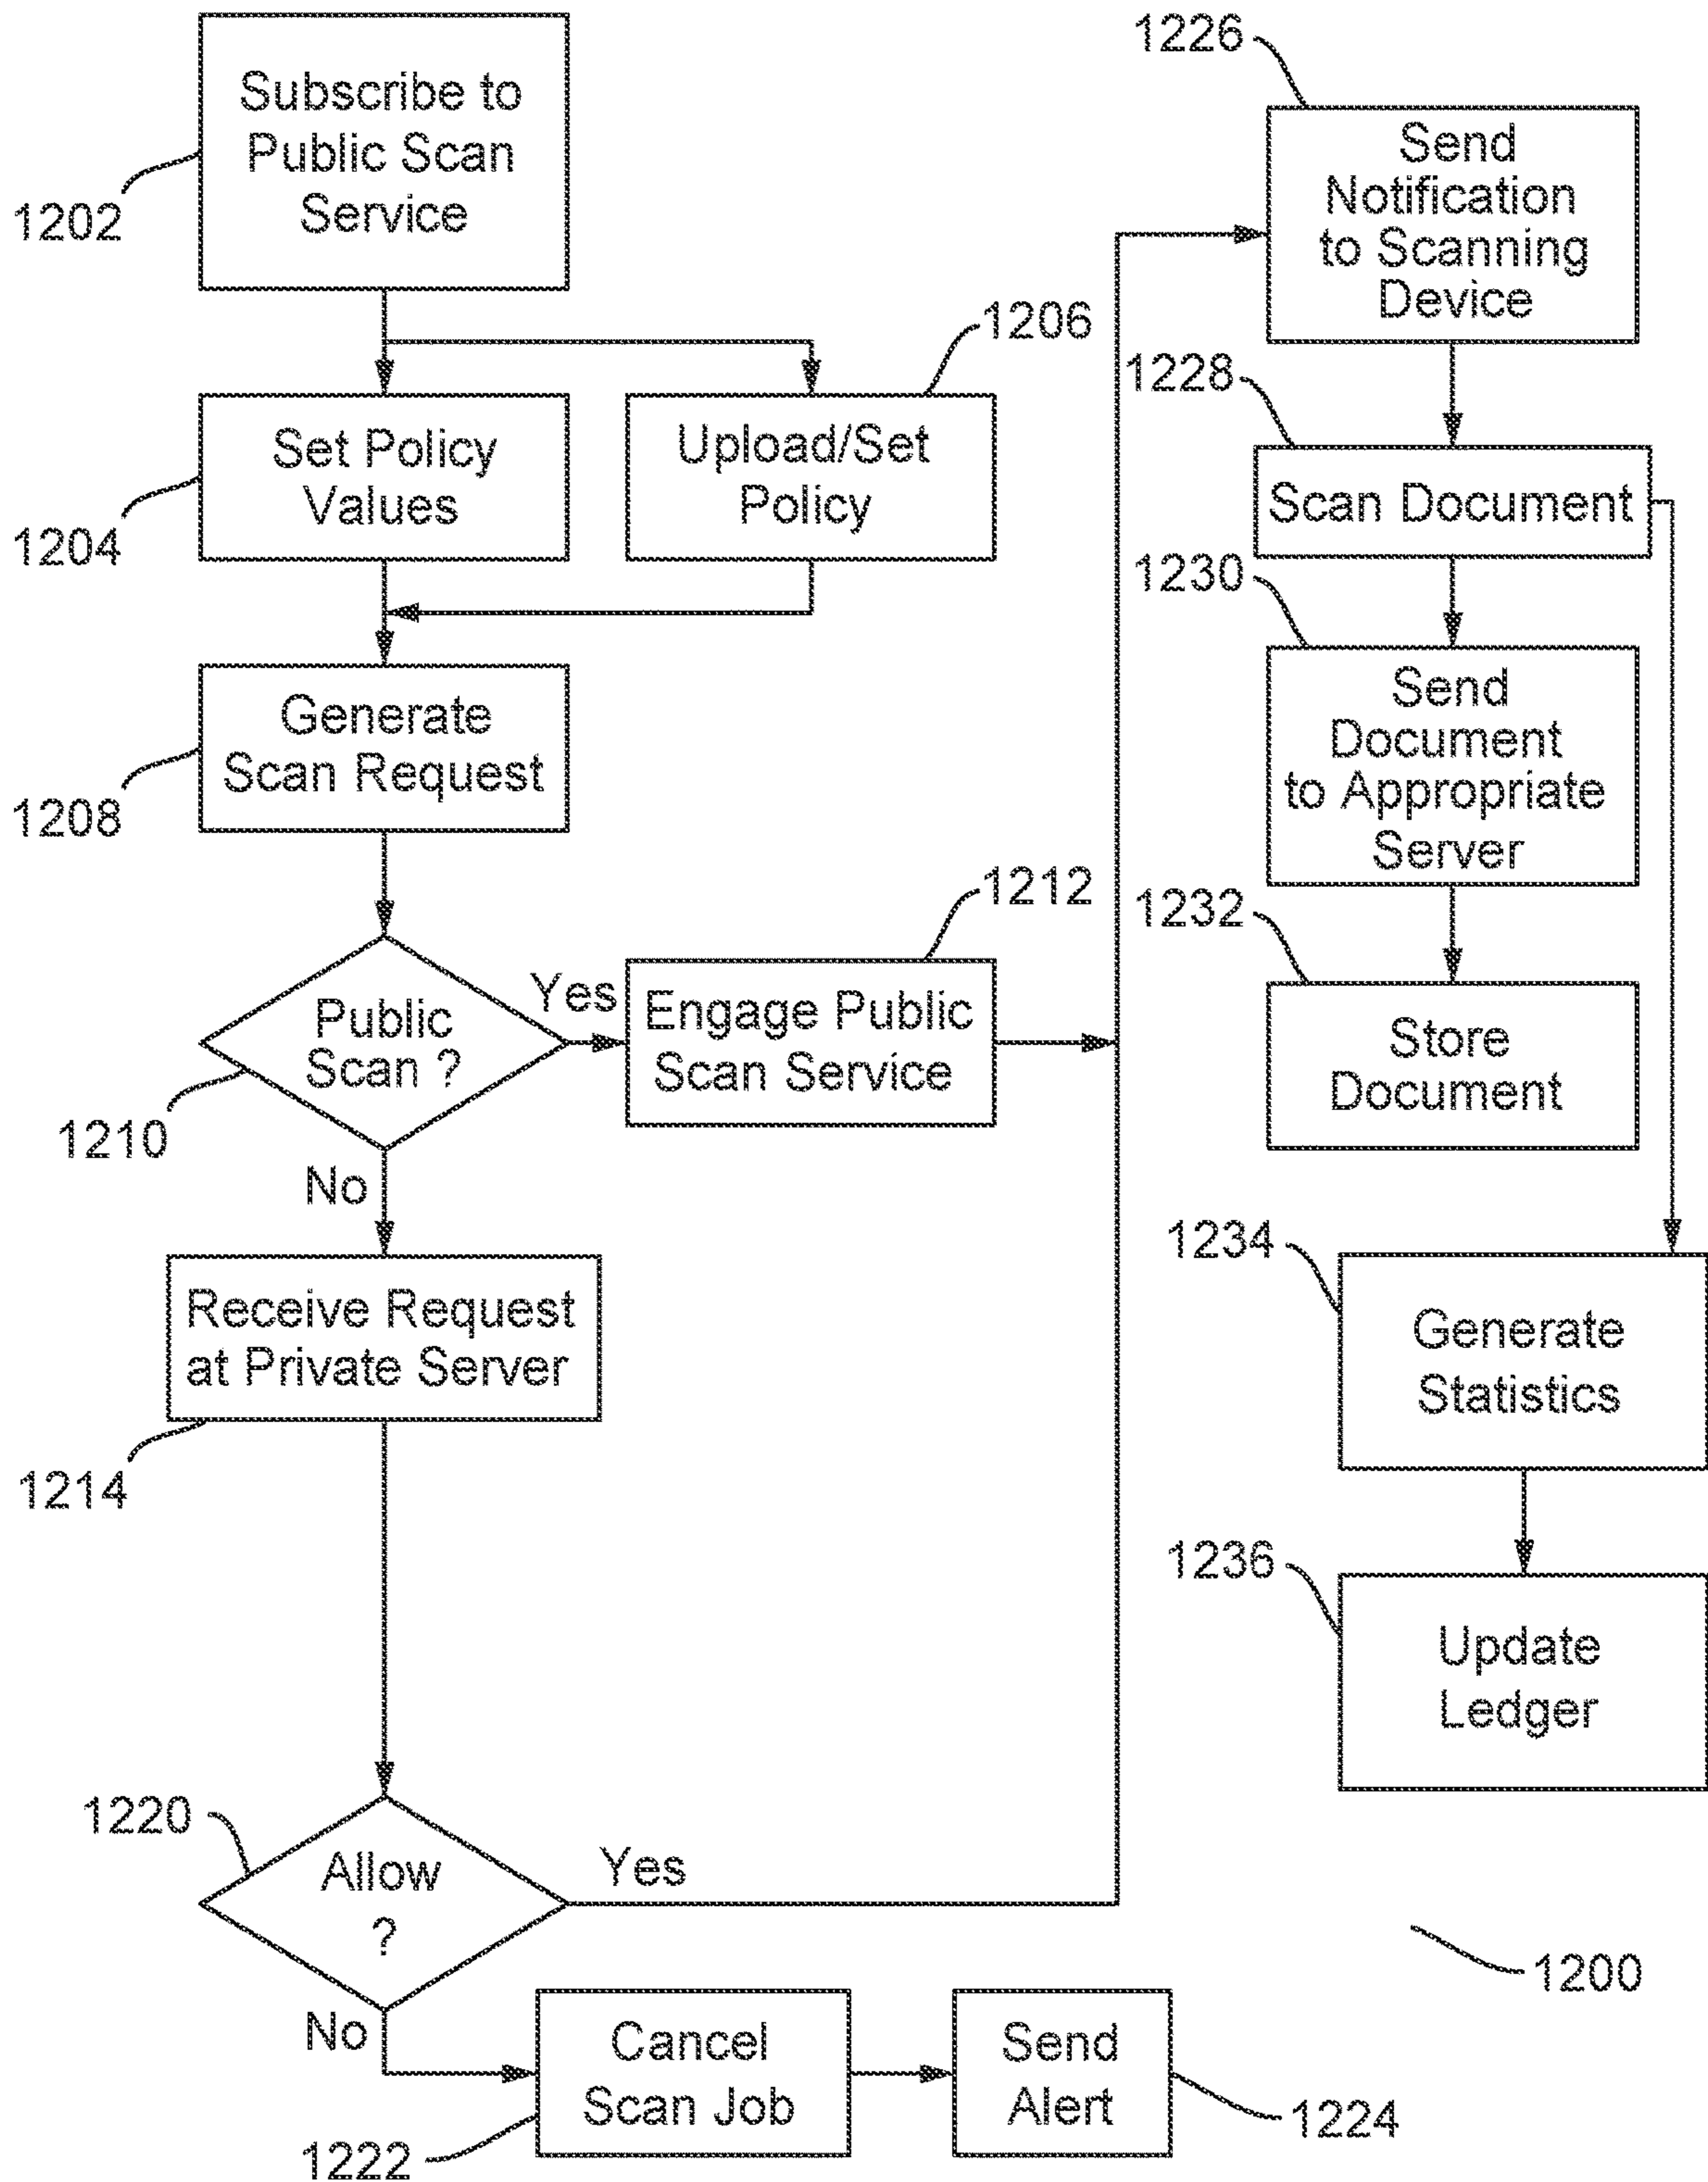 Subscribe to
Public Scan
Service
1202
1206
Set Policy
Values
1204
Upload/Set
Policy
Generate
Scan Request
1208
Public
Scan ?
1210
Yes
No
1212
Engage Public
Scan Service
Receive Request
at Private Server
1214
1220
Allow
?
Yes
No
Cancel
Scan Job
1222
Send
Alert
1224
1226
Send
Notification
to Scanning
Device
1228
Scan Document
1230
Send
Document
to Appropriate
Server
1232
Store
Document
1234
Generate
Statistics
1236
Update
Ledger
1200